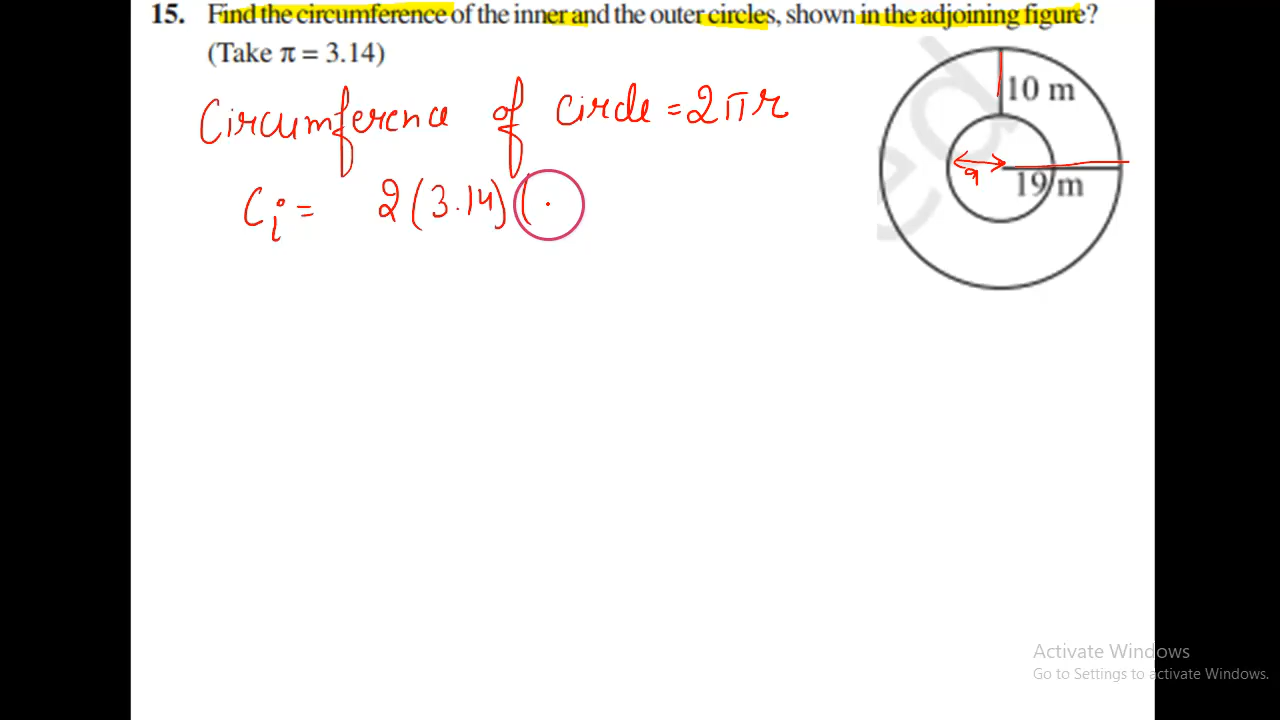 15. Find the circumference of the inner and the outer circles, shown in the adjoining figure?
(Take π = 3.14)
10 m
Circumference of circle = 2πr
9
19 m
Ci = 2(3.14)(
Activate Windows
Go to Settings to activate Windows.